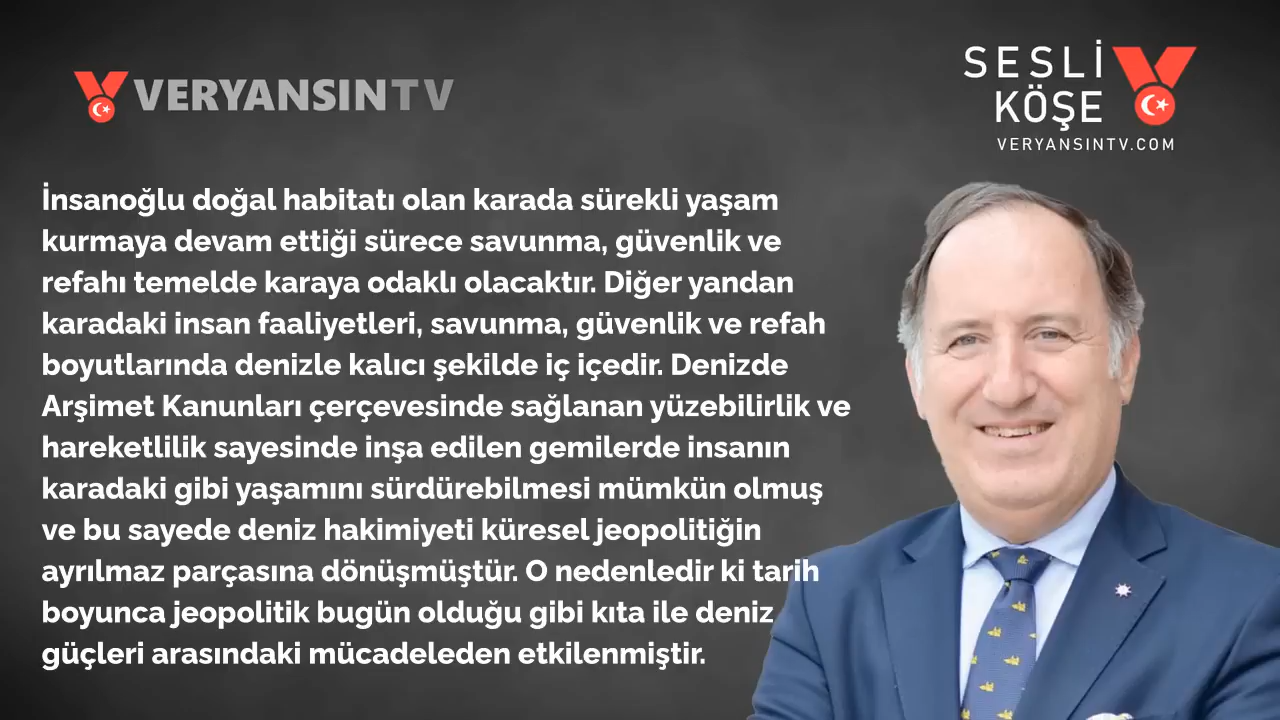 VERYANSINTV
SESLİ
KÖŞE
VERYANSINTV.COM
İnsanoğlu doğal habitatı olan karada sürekli yaşam
kurmaya devam ettiği sürece savunma, güvenlik ve
refahı temelde karaya odaklı olacaktır. Diğer yandan
karadaki insan faaliyetleri, savunma, güvenlik ve refah
boyutlarında denizle kalıcı şekilde iç içedir. Denizde
Arşimet Kanunları çerçevesinde sağlanan yüzebilirlik ve
hareketlilik sayesinde inşa edilen gemilerde insanın
karadaki gibi yaşamını sürdürebilmesi mümkün olmuş
ve bu sayede deniz hakimiyeti küresel jeopolitiğin
ayrılmaz parçasına dönüşmüştür. O nedenledir ki tarih
boyunca jeopolitik bugün olduğu gibi kıta ile deniz
güçleri arasındaki mücadeleden etkilenmiştir.